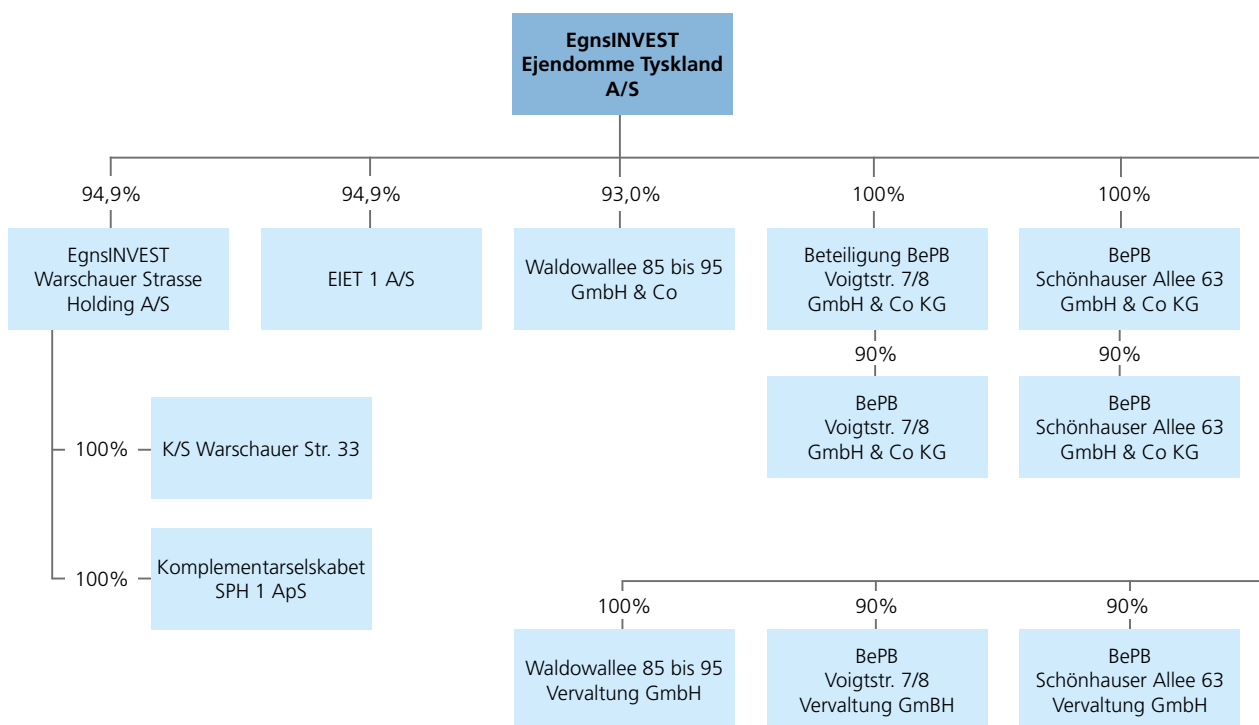 EgnsINVEST
Ejendomme Tyskland
A/S
94,9%
94,9%
93,0%
100%
100%
EgnsINVEST
Warschauer Strasse
Holding A/S
EIET 1 A/S
Waldowallee 85 bis 95
GmbH & Co
Beteiligung BePB
Voigtstr. 7/8
GmbH & Co KG
BePB
Schönhauser Allee 63
GmbH & Co KG
90%
90%
BePB
Voigtstr. 7/8
GmbH & Co KG
BePB
Schönhauser Allee 63
GmbH & Co KG
100%
K/S Warschauer Str. 33
100%
Komplementarselskabet
SPH 1 ApS
100%
90%
90%
Waldowallee 85 bis 95
Vervaltung GmbH
BePB
Voigtstr. 7/8
Vervaltung GmBH
BePB
Schönhauser Allee 63
Vervaltung GmbH